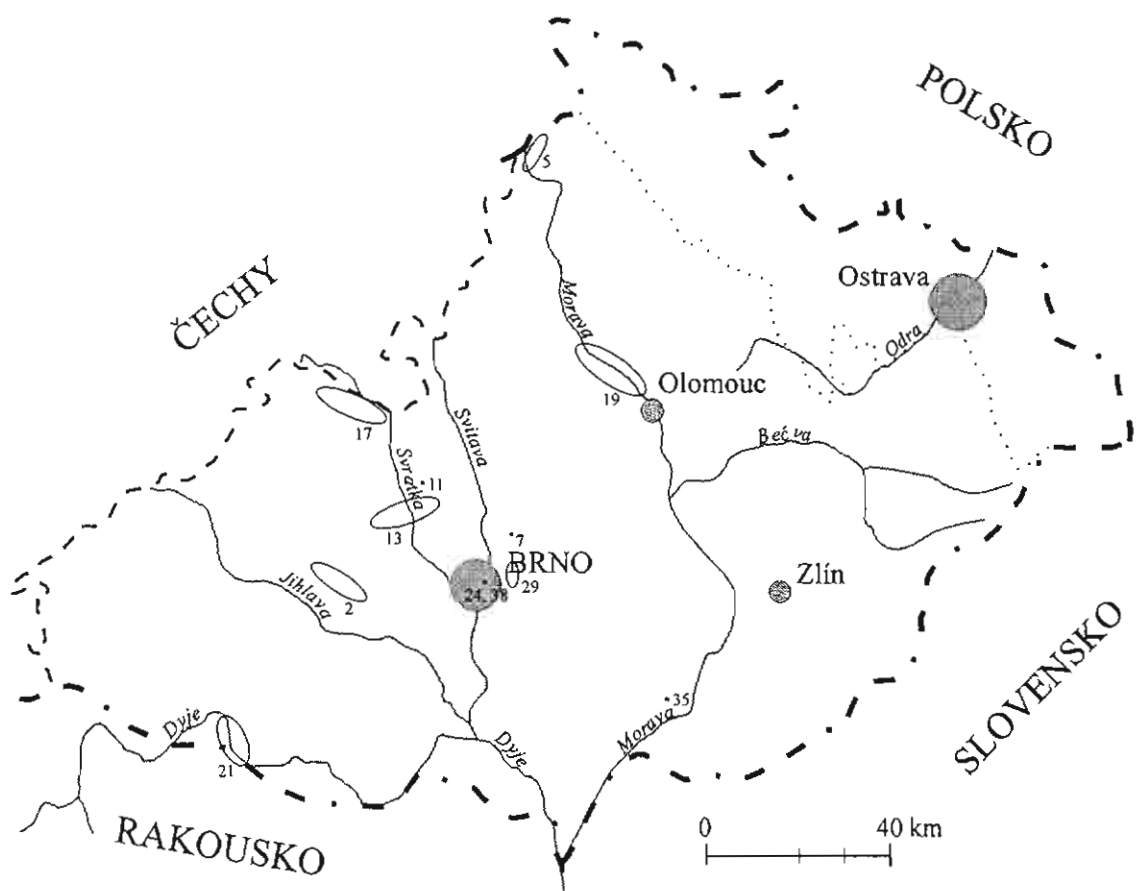 POLSKO
5
ČECHY
Ostrava
Morava
Odra
Olomouc
19
17
Svitava
Bečva
Svratka
11
13
7
BRNO
29
24, 38
Zlín
Jihlava
2
35
Morava
SLOVENSKO
Dyje
Dyje
21
RAKOUSKO
0
40 km